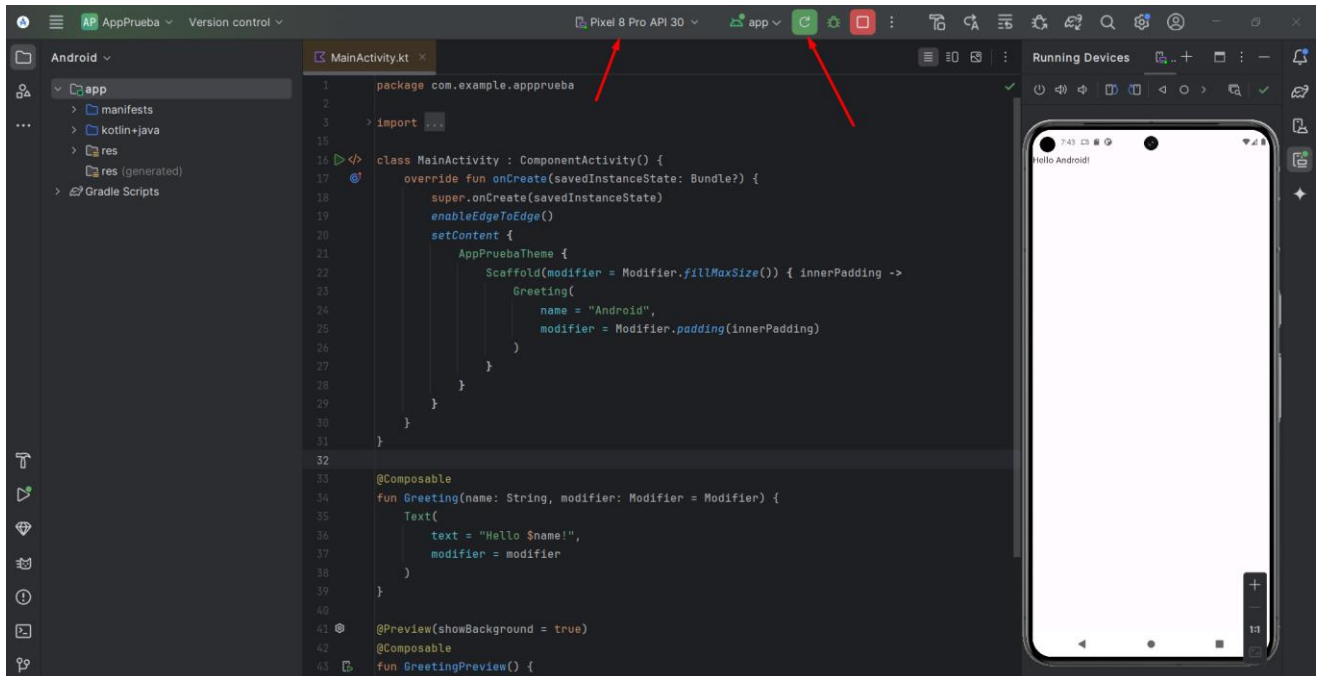 AP AppPrueba Version control Pixel 8 Pro API 30 app
Android
MainActivity.kt
Running Devices
app
manifests
kotlin+java
res
res (generated)
Gradle Scripts
1 package com.example.appprueba
2
3 import ...
15
16 class MainActivity : ComponentActivity() {
17 override fun onCreate(savedInstanceState: Bundle?) {
18 super.onCreate(savedInstanceState)
19 enableEdgeToEdge()
20 setContent {
21 AppPruebaTheme {
22 Scaffold(modifier = Modifier.fillMaxSize()) { innerPadding ->
23 Greeting(
24 name = "Android",
25 modifier = Modifier.padding(innerPadding)
26 )
27 }
28 }
29 }
30 }
31 }
32
33 @Composable
34 fun Greeting(name: String, modifier: Modifier = Modifier) {
35 Text(
36 text = "Hello $name!",
37 modifier = modifier
38 )
39 }
40
41 @Preview(showBackground = true)
42 @Composable
43 fun GreetingPreview() {
7:43
Hello Android!
1:1